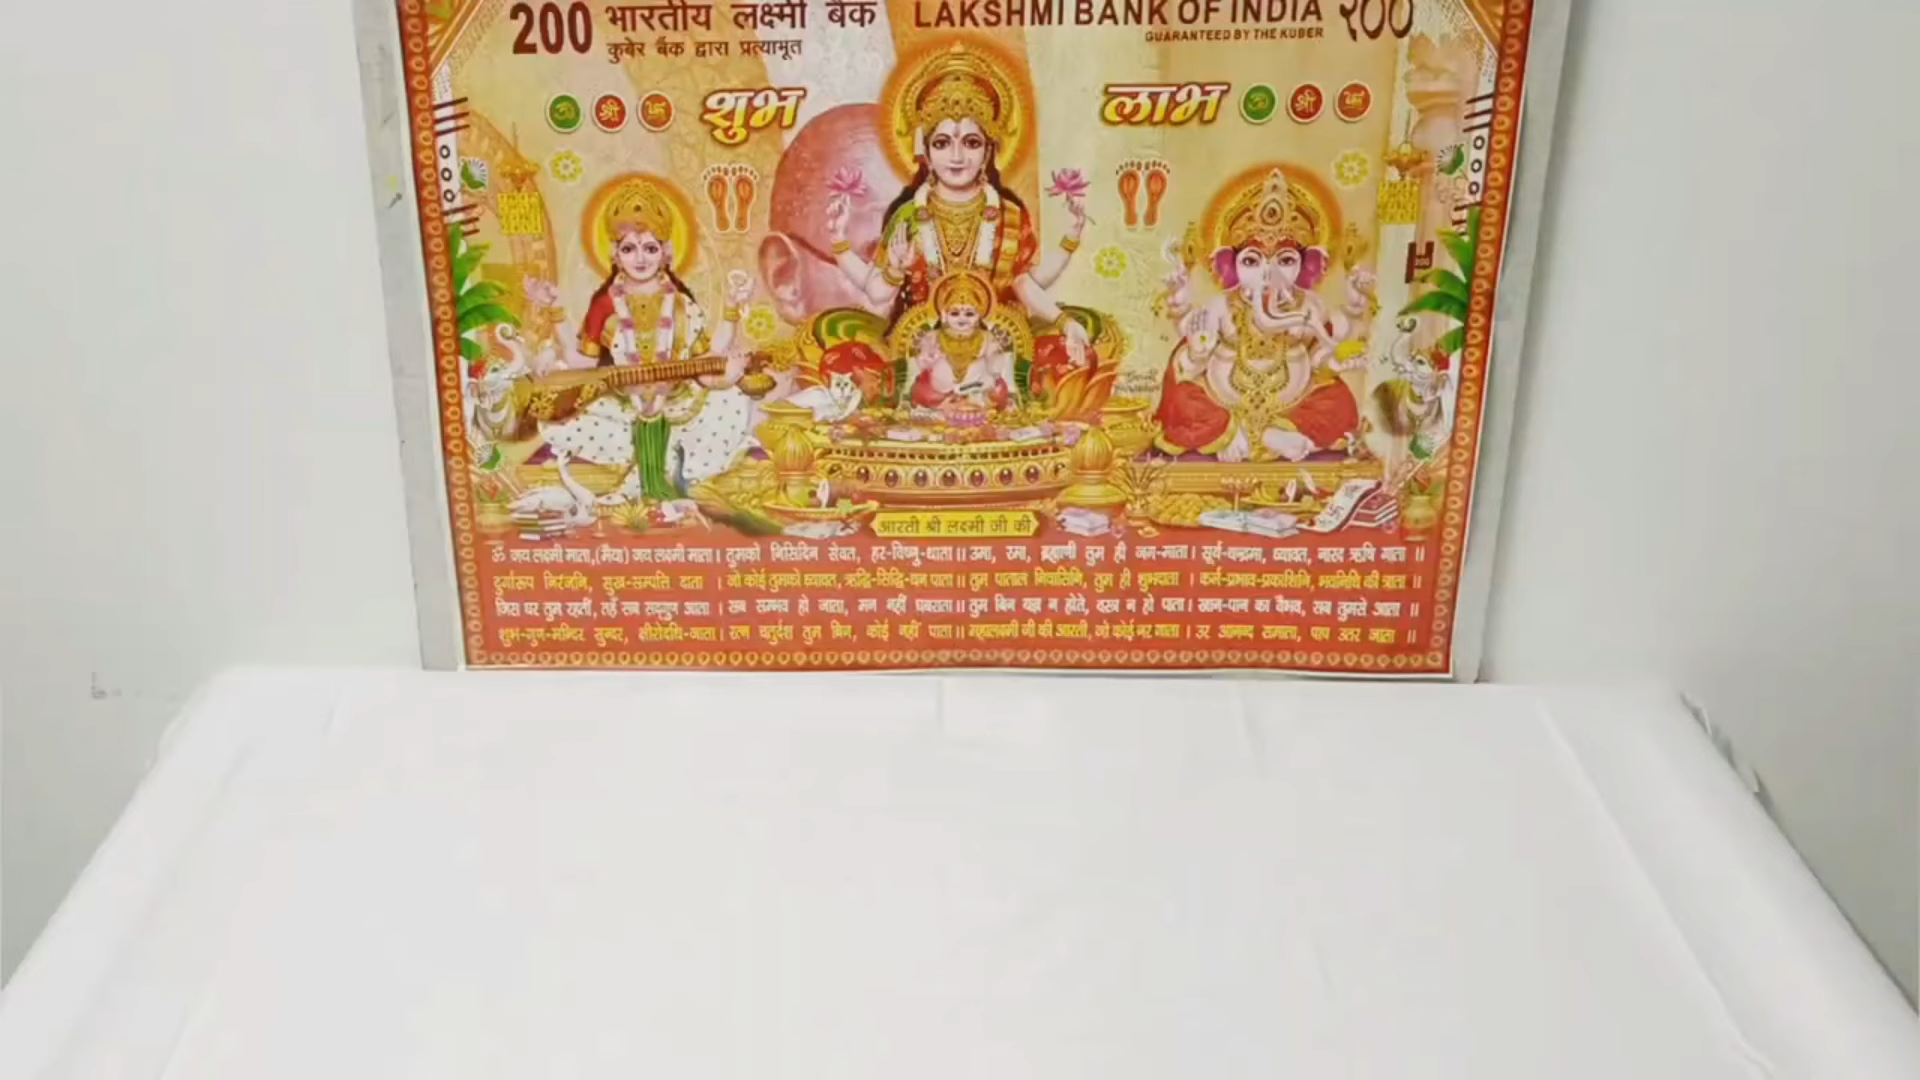 200 भारतीय लक्ष्मी बैंक LAKSHMI BANK OF INDIA २००
कुबेर बैंक द्वारा प्रत्याभूत GUARANTEED BY THE KUBER
ॐ श्री शुभ लाभ ॐ श्री
आरती श्री लक्ष्मी जी की
ॐ जय लक्ष्मी माता,(मैया) जय लक्ष्मी माता। तुमको निसिदिन सेवत, हर-विष्णु-धाता॥ उमा, रमा, ब्रह्माणी तुम ही जग-माता। सूर्य-चन्द्रमा, ध्यावत, नारद ऋषि गाता ॥
दुर्गारूप निरंजनि, सुख-सम्पत्ति दाता । जो कोई तुमको ध्यावत, ऋद्धि-सिद्धि-धन पाता॥ तुम पाताल निवासिनि, तुम ही शुभदाता । कर्म-प्रभाव-प्रकाशिनि, भवनिधि की त्राता ॥
जिस घर तुम रहतीं, तहँ सब सद्गुण आता । सब सम्भव हो जाता, मन नहीं घबराता॥ तुम बिन यज्ञ न होते, वस्त्र न हो पाता। खान-पान का वैभव, सब तुमसे आता ॥
शुभ-गुण-मन्दिर सुन्दर, क्षीरोदधि-जाता। रत्न चतुर्दश तुम बिन, कोई नहीं पाता॥ महालक्ष्मी जी की आरती, जो कोई नर गाता । उर आनन्द समाता, पाप उतर जाता ॥